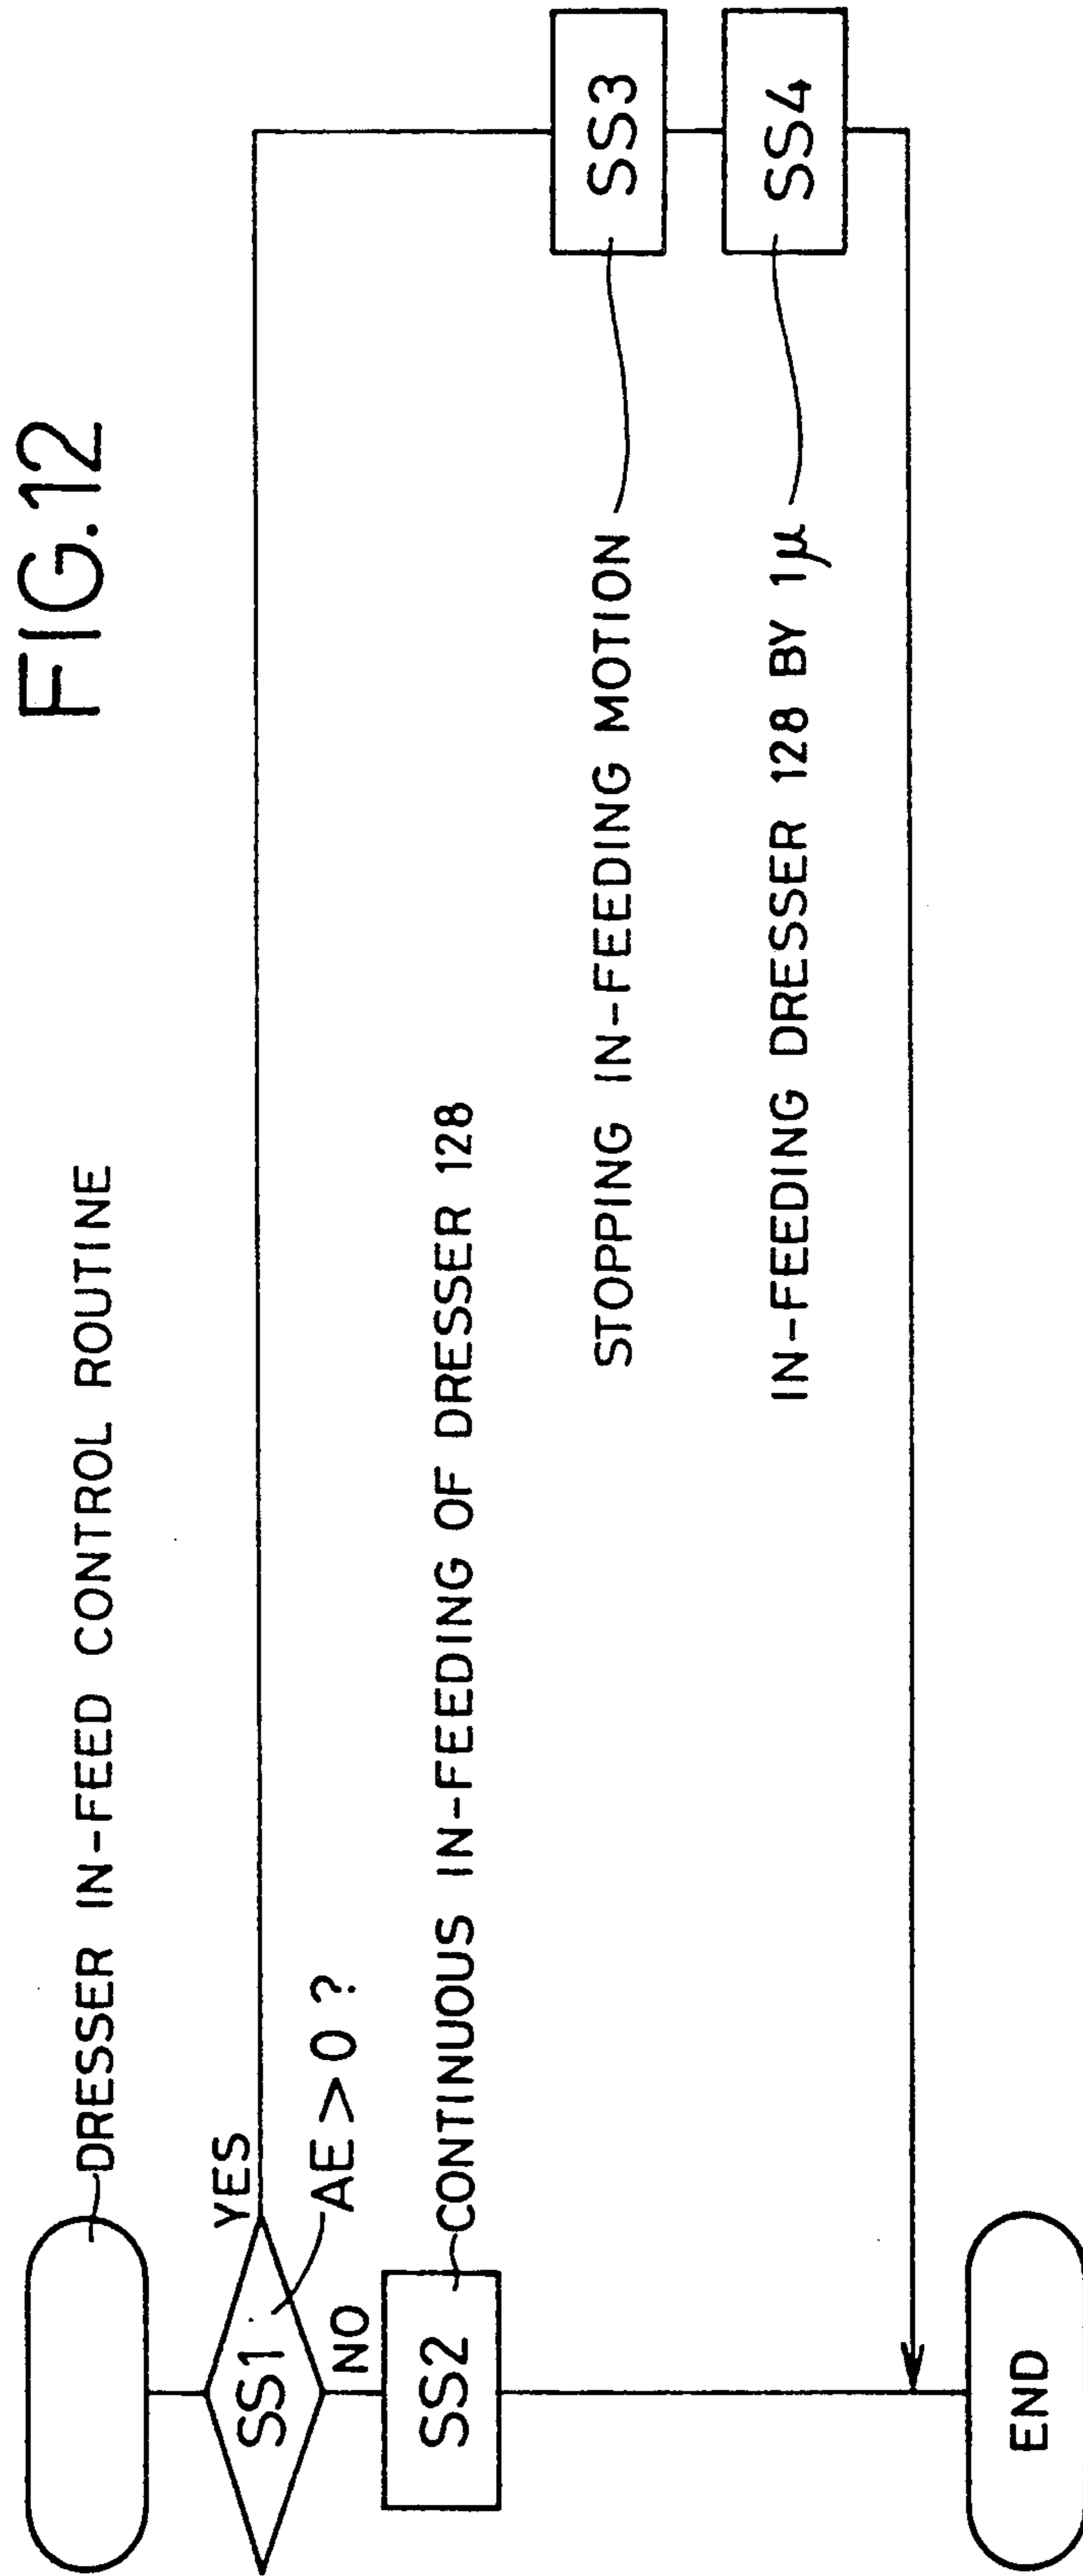 FIG.12
DRESSER IN-FEED CONTROL ROUTINE
YES
SS1
AE>0 ?
NO
SS2
CONTINUOUS IN-FEEDING OF DRESSER 128
STOPPING IN-FEEDING MOTION
SS3
IN-FEEDING DRESSER 128 BY 1μ
SS4
END